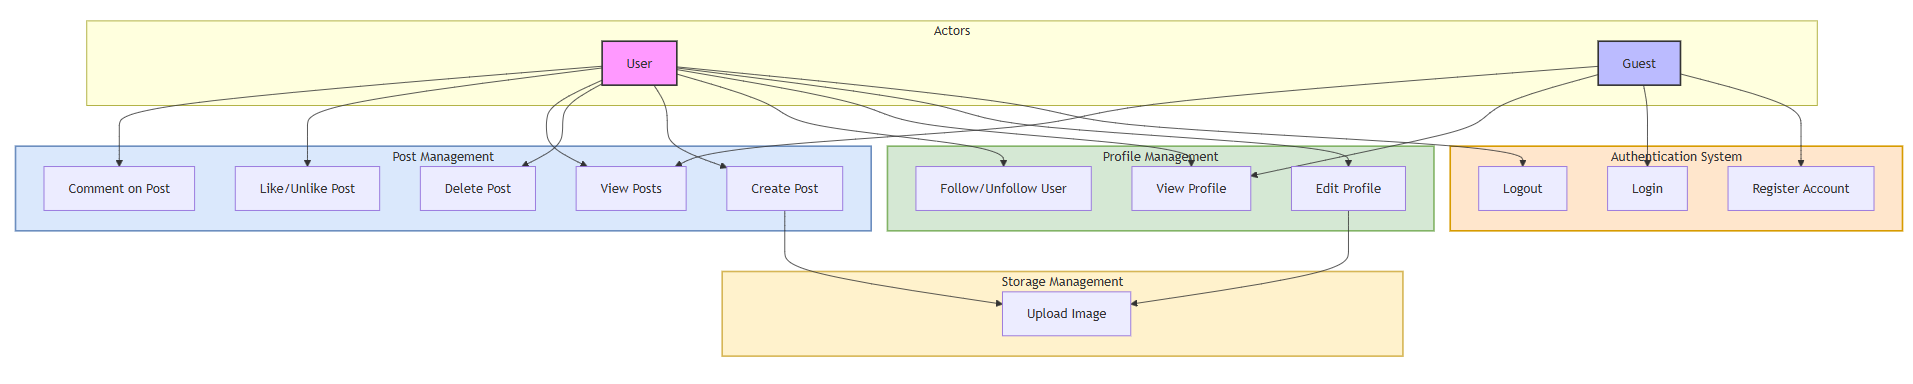 Actors
User
Guest
Post Management
Profile Management
Authentication System
Comment on Post
Like/Unlike Post
Delete Post
View Posts
Create Post
Follow/Unfollow User
View Profile
Edit Profile
Logout
Login
Register Account
Storage Management
Upload Image